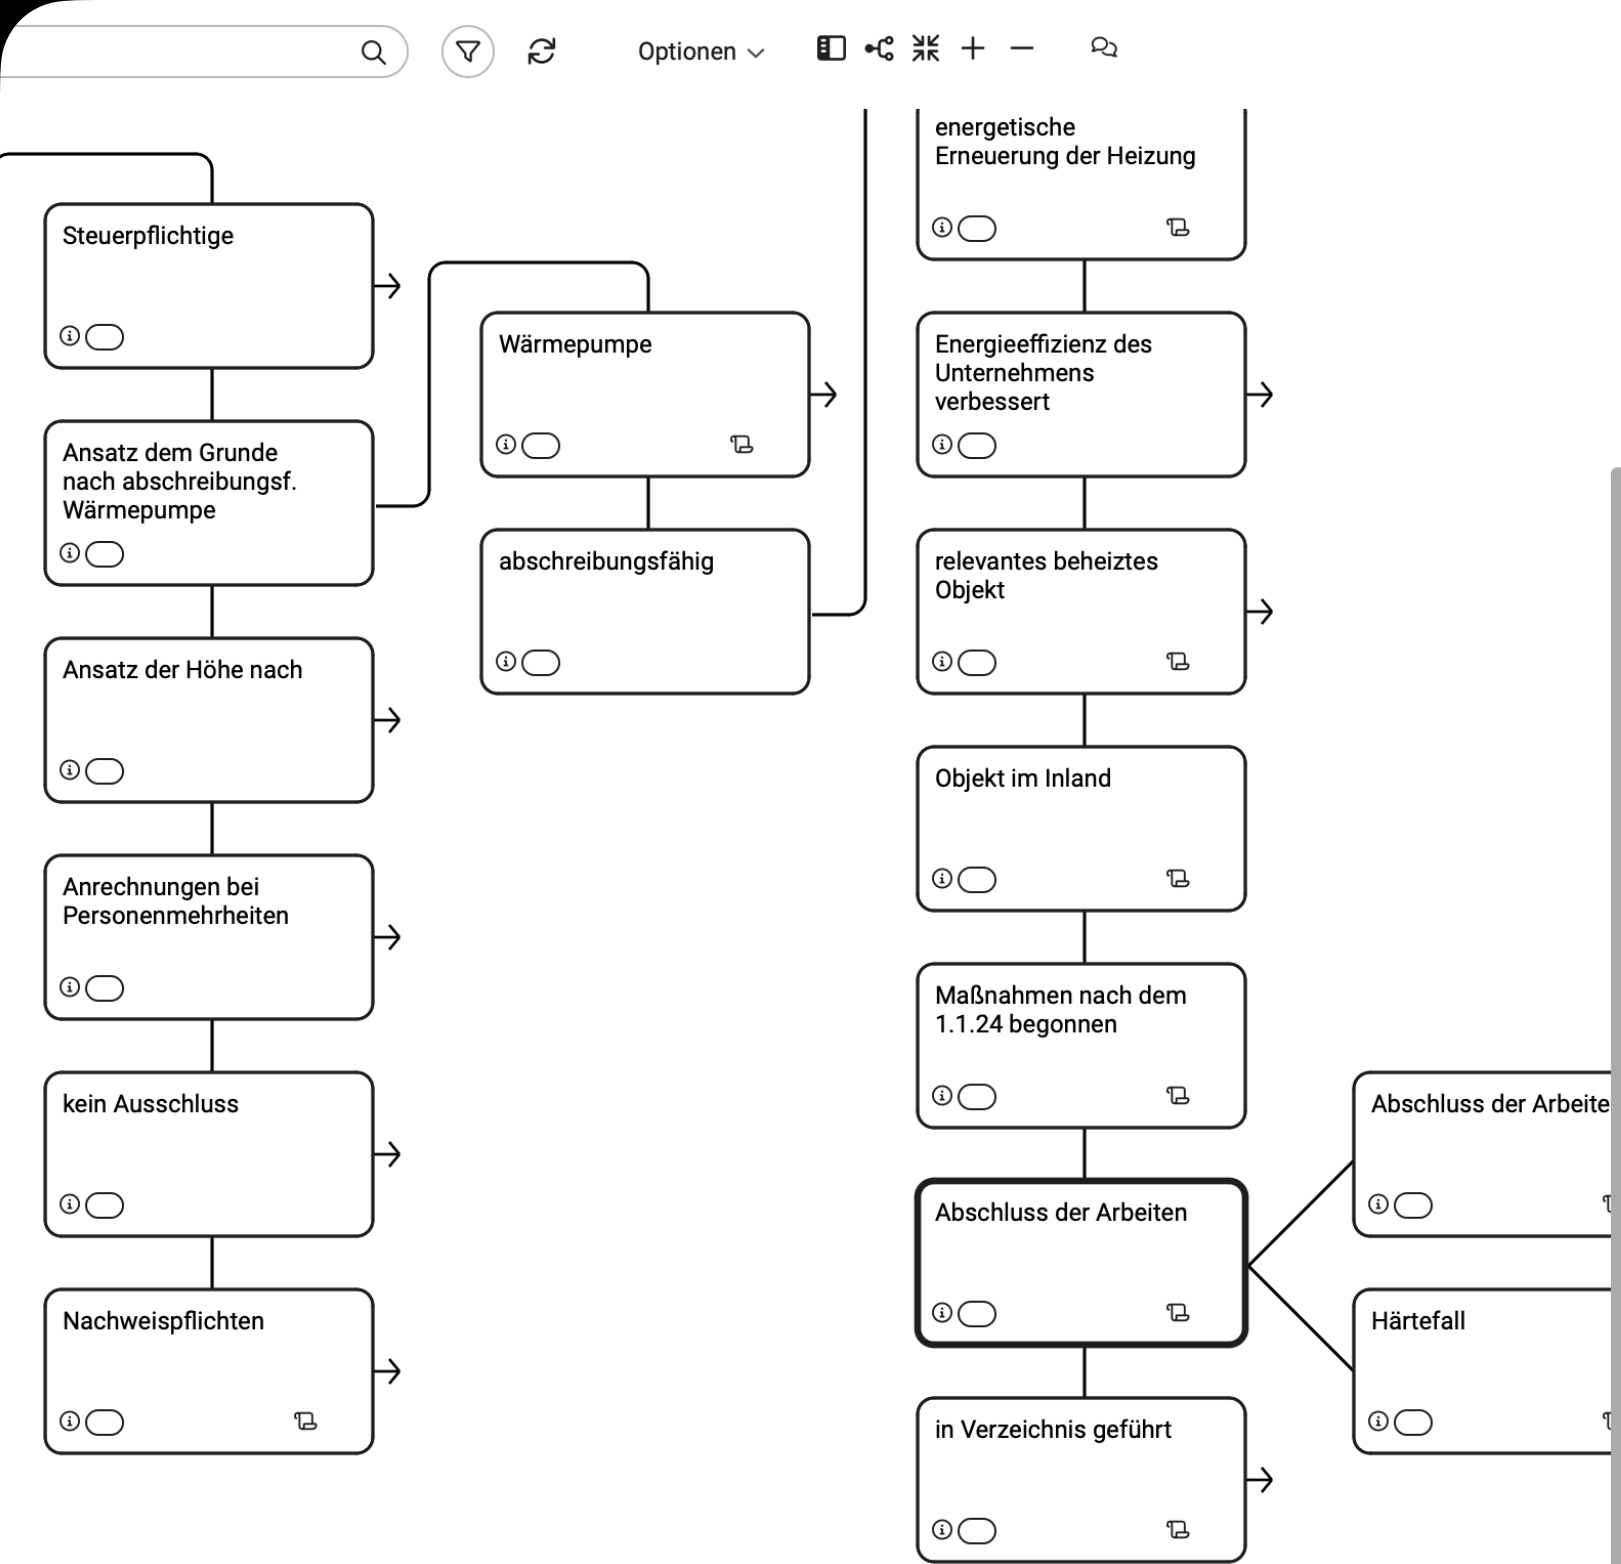 Optionen
Steuerpflichtige
Ansatz dem Grunde
nach abschreibungsf.
Wärmepumpe
Ansatz der Höhe nach
Anrechnungen bei
Personenmehrheiten
kein Ausschluss
Nachweispflichten
Wärmepumpe
abschreibungsfähig
energetische
Erneuerung der Heizung
Energieeffizienz des
Unternehmens
verbessert
relevantes beheiztes
Objekt
Objekt im Inland
Maßnahmen nach dem
1.1.24 begonnen
Abschluss der Arbeiten
in Verzeichnis geführt
Abschluss der Arbeite
Härtefall